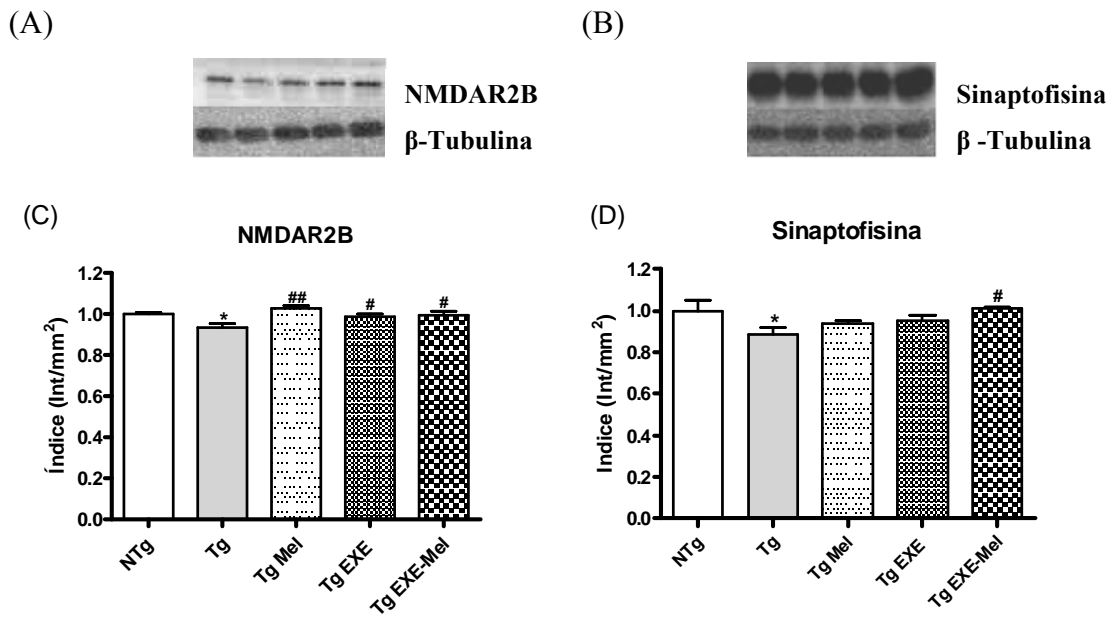 (A)
(B)
NMDAR2B
β-Tubulina
Sinaptofisina
β -Tubulina
(C)
NMDAR2B
Índice (Int/mm²)
1.2
1.0
0.8
0.6
0.4
0.2
0.0
*
##
#
#
NTg
Tg
Tg Mel
Tg EXE
Tg EXE-Mel
(D)
Sinaptofisina
Indice (Int/mm²)
1.2
1.0
0.8
0.6
0.4
0.2
0.0
*
#
NTg
Tg
Tg Mel
Tg EXE
Tg EXE-Mel